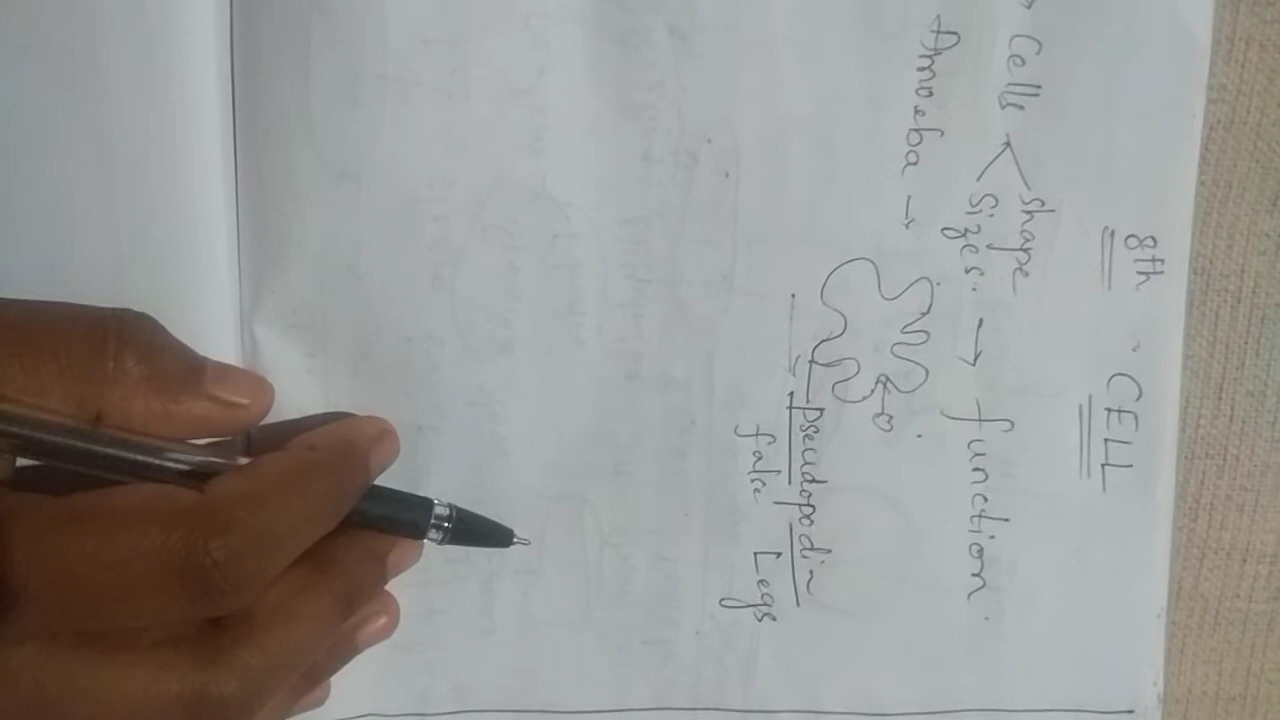 8th . CELL
→ Cells < shape
sizes. → function.
Amoeba →
pseudopodia
false Legs